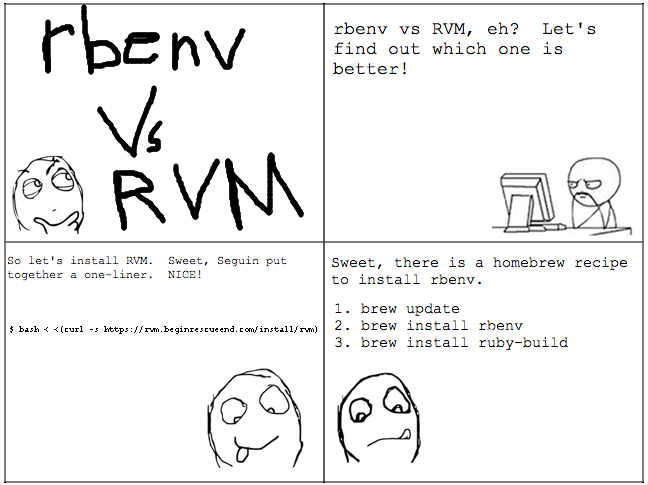 rbenv
Vs
RVM
rbenv vs RVM, eh?  Let's
find out which one is
better!
So let's install RVM.  Sweet, Seguin put
together a one-liner.  NICE!
$ bash < <(curl -s https://rvm.beginrescueend.com/install/rvm)
Sweet, there is a homebrew recipe
to install rbenv.
1. brew update
2. brew install rbenv
3. brew install ruby-build